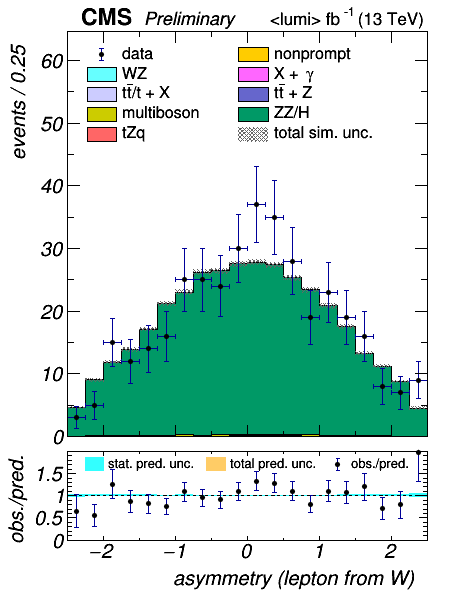 CMS Preliminary <lumi> fb⁻¹ (13 TeV)
events / 0.25
data
nonprompt
WZ
X + γ
tt̄/t + X
tt̄ + Z
multiboson
ZZ/H
tZq
total sim. unc.
60
50
40
30
20
10
0
obs./pred.
stat. pred. unc. total pred. unc. obs./pred.
1.5
1
0.5
0
−2 −1 0 1 2
asymmetry (lepton from W)